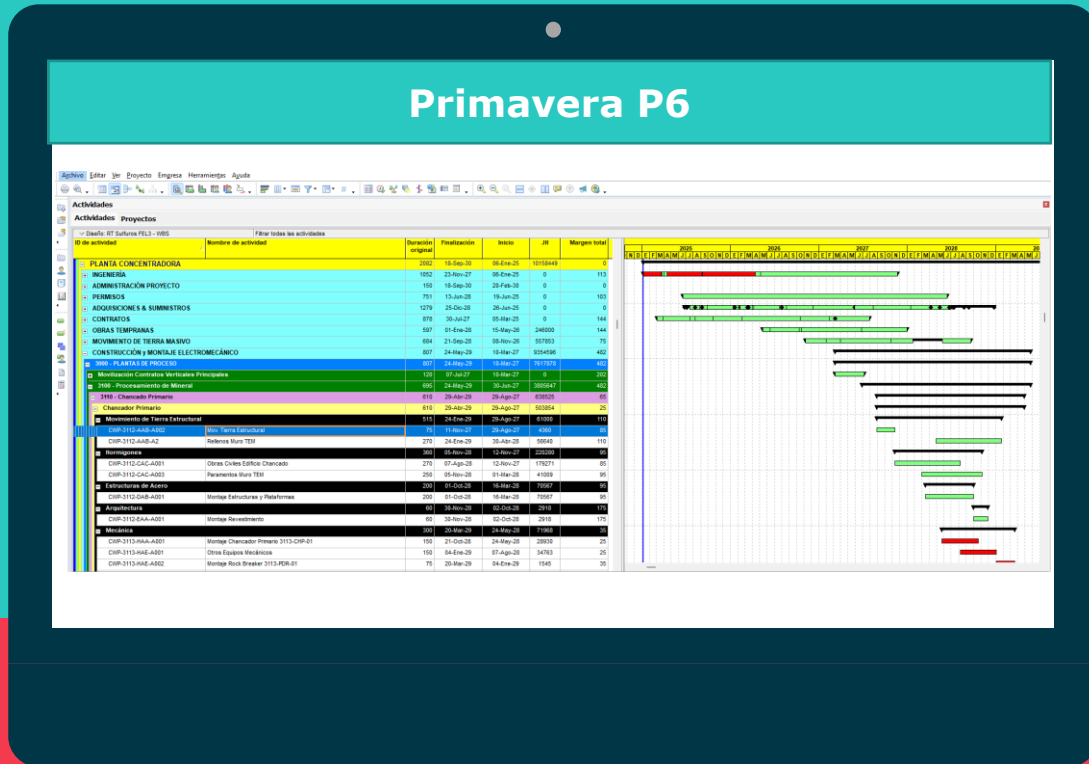 Primavera P6
Archivo Editar Ver Proyecto Empresa Herramientas Ayuda
Actividades
Actividades Proyectos
Diseño: RT Sulfuros FEL3 - WBS Filtrar todas las actividades
ID de actividad Nombre de actividad Duración original Finalización Inicio JR Margen total
2025 2026 2027 2028 20
N D E F M A M J J A S O N D E F M A M J J A S O N D E F M A M J J A S O N D E F M A M J J A S O N D E F M A M J
PLANTA CONCENTRADORA 2082 18-Sep-30 06-Ene-25 10158449 0
INGENIERÍA 1052 23-Nov-27 06-Ene-25 0 113
ADMINISTRACIÓN PROYECTO 150 18-Sep-30 20-Feb-30 0 0
PERMISOS 751 13-Jun-28 19-Jun-25 0 103
ADQUISICIONES & SUMINISTROS 1279 25-Dic-28 26-Jun-25 0 0
CONTRATOS 878 30-Jul-27 05-Mar-25 0 144
OBRAS TEMPRANAS 597 01-Ene-28 15-May-26 246000 144
MOVIMIENTO DE TIERRA MASIVO 684 21-Sep-28 08-Nov-26 557853 75
CONSTRUCCIÓN y MONTAJE ELECTROMECÁNICO 807 24-May-29 10-Mar-27 9354596 482
3000 - PLANTAS DE PROCESO 807 24-May-29 10-Mar-27 7617078 482
Movilización Contratos Verticales Principales 120 07-Jul-27 10-Mar-27 0 202
3100 - Procesamiento de Mineral 695 24-May-29 30-Jun-27 3805647 482
3110 - Chancado Primario 610 29-Abr-29 29-Ago-27 638525 65
Chancador Primario 610 29-Abr-29 29-Ago-27 503854 25
Movimiento de Tierra Estructural 515 24-Ene-29 29-Ago-27 61000 110
CWP-3112-AAB-A002 Mov. Tierra Estructural 75 11-Nov-27 29-Ago-27 4360 85
CWP-3112-AAB-A2 Rellenos Muro TEM 270 24-Ene-29 30-Abr-28 56640 110
Hormigones 360 05-Nov-28 12-Nov-27 220280 95
CWP-3112-CAC-A001 Obras Civiles Edificio Chancado 270 07-Ago-28 12-Nov-27 179271 85
CWP-3112-CAC-A003 Paramentos Muro TEM 250 05-Nov-28 01-Mar-28 41009 95
Estructuras de Acero 200 01-Oct-28 16-Mar-28 70567 95
CWP-3112-DAB-A001 Montaje Estructuras y Plataformas 200 01-Oct-28 16-Mar-28 70567 95
Arquitectura 60 30-Nov-28 02-Oct-28 2918 175
CWP-3112-EAA-A001 Montaje Revestimiento 60 30-Nov-28 02-Oct-28 2918 175
Mecánica 300 20-Mar-29 24-May-28 71968 35
CWP-3113-HAA-A001 Montaje Chancador Primario 3113-CHP-01 150 21-Oct-28 24-May-28 28930 25
CWP-3113-HAE-A001 Otros Equipos Mecánicos 150 04-Ene-29 07-Ago-28 34763 25
CWP-3113-HAE-A002 Montaje Rock Breaker 3113-PDR-01 75 20-Mar-29 04-Ene-29 1545 35